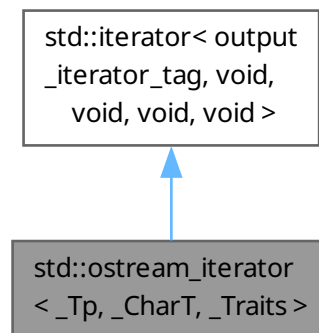 std::iterator< output
_iterator_tag, void,
void, void, void >
std::ostream_iterator
< _Tp, _CharT, _Traits >